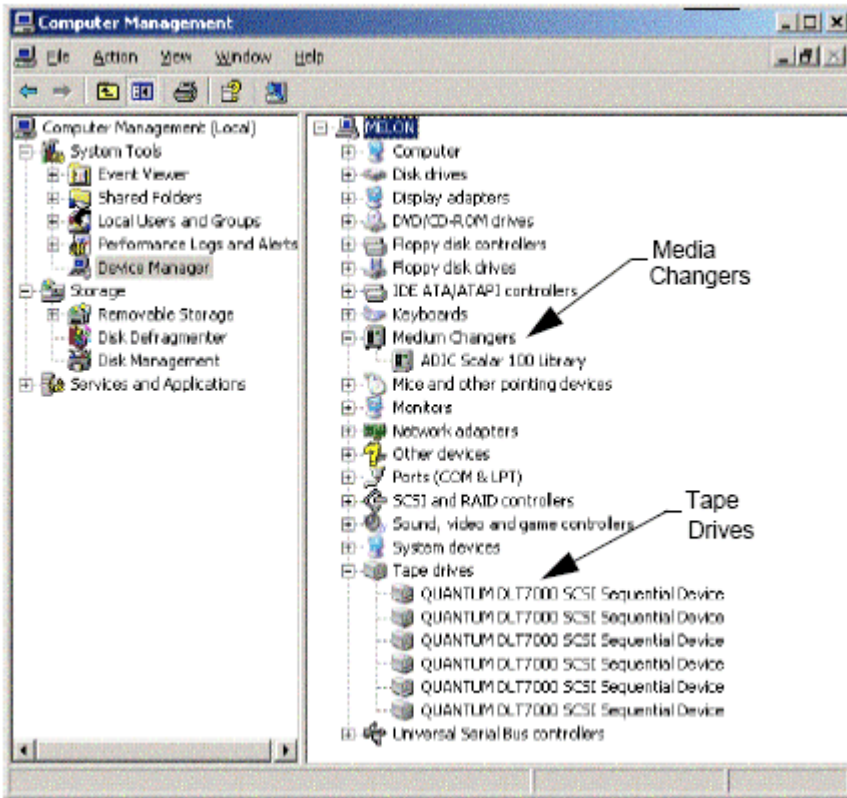 Computer Management
File Action View Window Help
Computer Management (Local)
System Tools
Event Viewer
Shared Folders
Local Users and Groups
Performance Logs and Alerts
Device Manager
Storage
Removable Storage
Disk Defragmenter
Disk Management
Services and Applications
MELON
Computer
Disk drives
Display adapters
DVD/CD-ROM drives
Floppy disk controllers
Floppy disk drives
IDE ATA/ATAPI controllers
Keyboards
Medium Changers
ADIC Scalar 100 Library
Mice and other pointing devices
Monitors
Network adapters
Other devices
Ports (COM & LPT)
SCSI and RAID controllers
Sound, video and game controllers
System devices
Tape drives
QUANTUM DLT7000 SCSI Sequential Device
QUANTUM DLT7000 SCSI Sequential Device
QUANTUM DLT7000 SCSI Sequential Device
QUANTUM DLT7000 SCSI Sequential Device
QUANTUM DLT7000 SCSI Sequential Device
QUANTUM DLT7000 SCSI Sequential Device
Universal Serial Bus controllers
Media
Changers
Tape
Drives